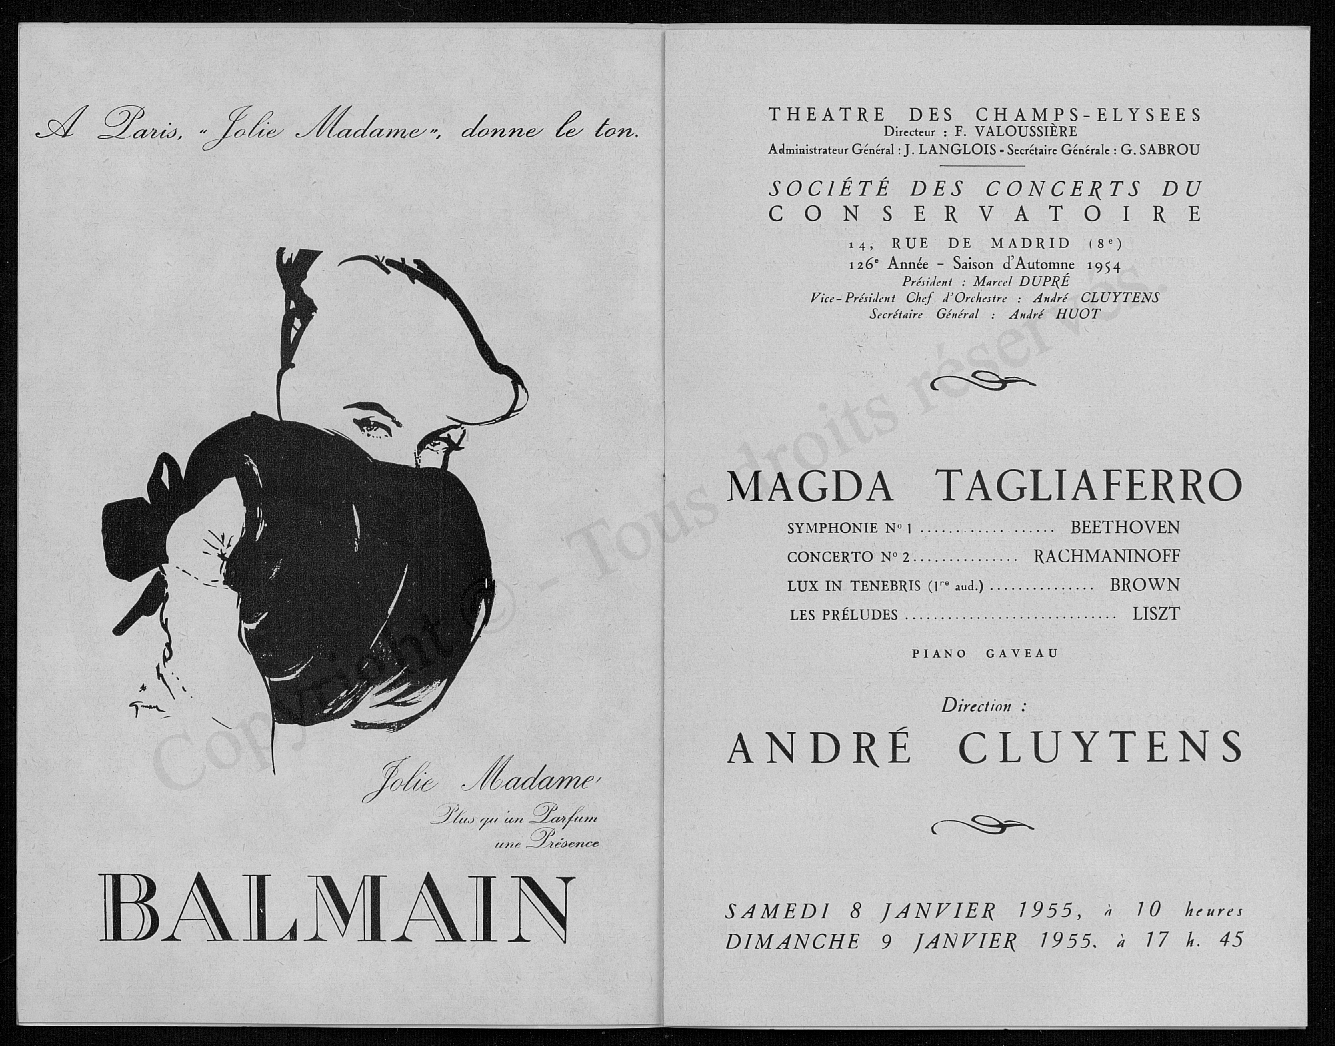 A Paris, “Jolie Madame”, donne le ton.
Jolie Madame
Plus qu'un Parfum
une Présence
BALMAIN
THEATRE DES CHAMPS-ELYSEES
Directeur : F. VALOUSSIÈRE
Administrateur Général : J. LANGLOIS - Secrétaire Générale : G. SABROU
SOCIÉTÉ DES CONCERTS DU
CONSERVATOIRE
14, RUE DE MADRID (8e)
126e Année - Saison d'Automne 1954
Président : Marcel DUPRÉ
Vice-Président Chef d'Orchestre : André CLUYTENS
Secrétaire Général : André HUOT
MAGDA TAGLIAFERRO
SYMPHONIE No 1 .................. BEETHOVEN
CONCERTO No 2............... RACHMANINOFF
LUX IN TENEBRIS (1re aud.) ............... BROWN
LES PRÉLUDES .............................. LISZT
PIANO GAVEAU
Direction :
ANDRÉ CLUYTENS
SAMEDI 8 JANVIER 1955, à 10 heures
DIMANCHE 9 JANVIER 1955. à 17 h. 45
Copyright © - Tous droits réservés.